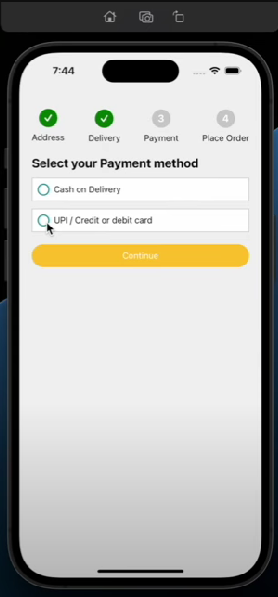 7:44
3
4
Address
Delivery
Payment
Place Order
Select your Payment method
Cash on Delivery
UPI / Credit or debit card
Continue